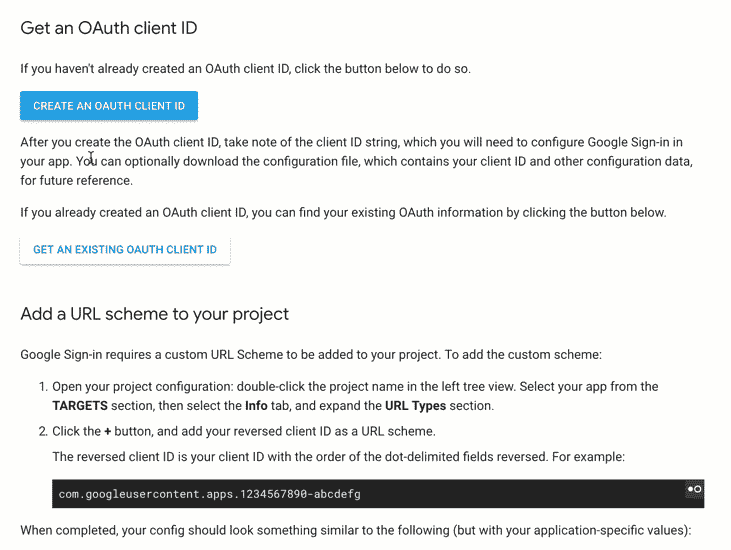 Get an OAuth client ID
If you haven't already created an OAuth client ID, click the button below to do so.
CREATE AN OAUTH CLIENT ID
After you create the OAuth client ID, take note of the client ID string, which you will need to configure Google Sign-in in
your app. You can optionally download the configuration file, which contains your client ID and other configuration data,
for future reference.
If you already created an OAuth client ID, you can find your existing OAuth information by clicking the button below.
GET AN EXISTING OAUTH CLIENT ID
Add a URL scheme to your project
Google Sign-in requires a custom URL Scheme to be added to your project. To add the custom scheme:
1. Open your project configuration: double-click the project name in the left tree view. Select your app from the
TARGETS section, then select the Info tab, and expand the URL Types section.
2. Click the + button, and add your reversed client ID as a URL scheme.
The reversed client ID is your client ID with the order of the dot-delimited fields reversed. For example:
com.googleusercontent.apps.1234567890-abcdefg
When completed, your config should look something similar to the following (but with your application-specific values):